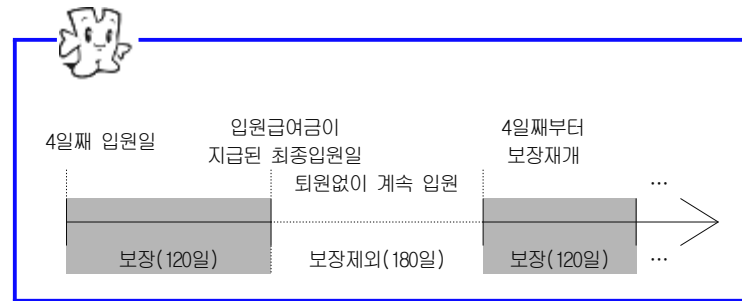 4일째 입원일
입원급여금이
지급된 최종입원일
퇴원없이 계속 입원
4일째부터
보장재개
…
보장(120일)
보장제외(180일)
보장(120일)
…